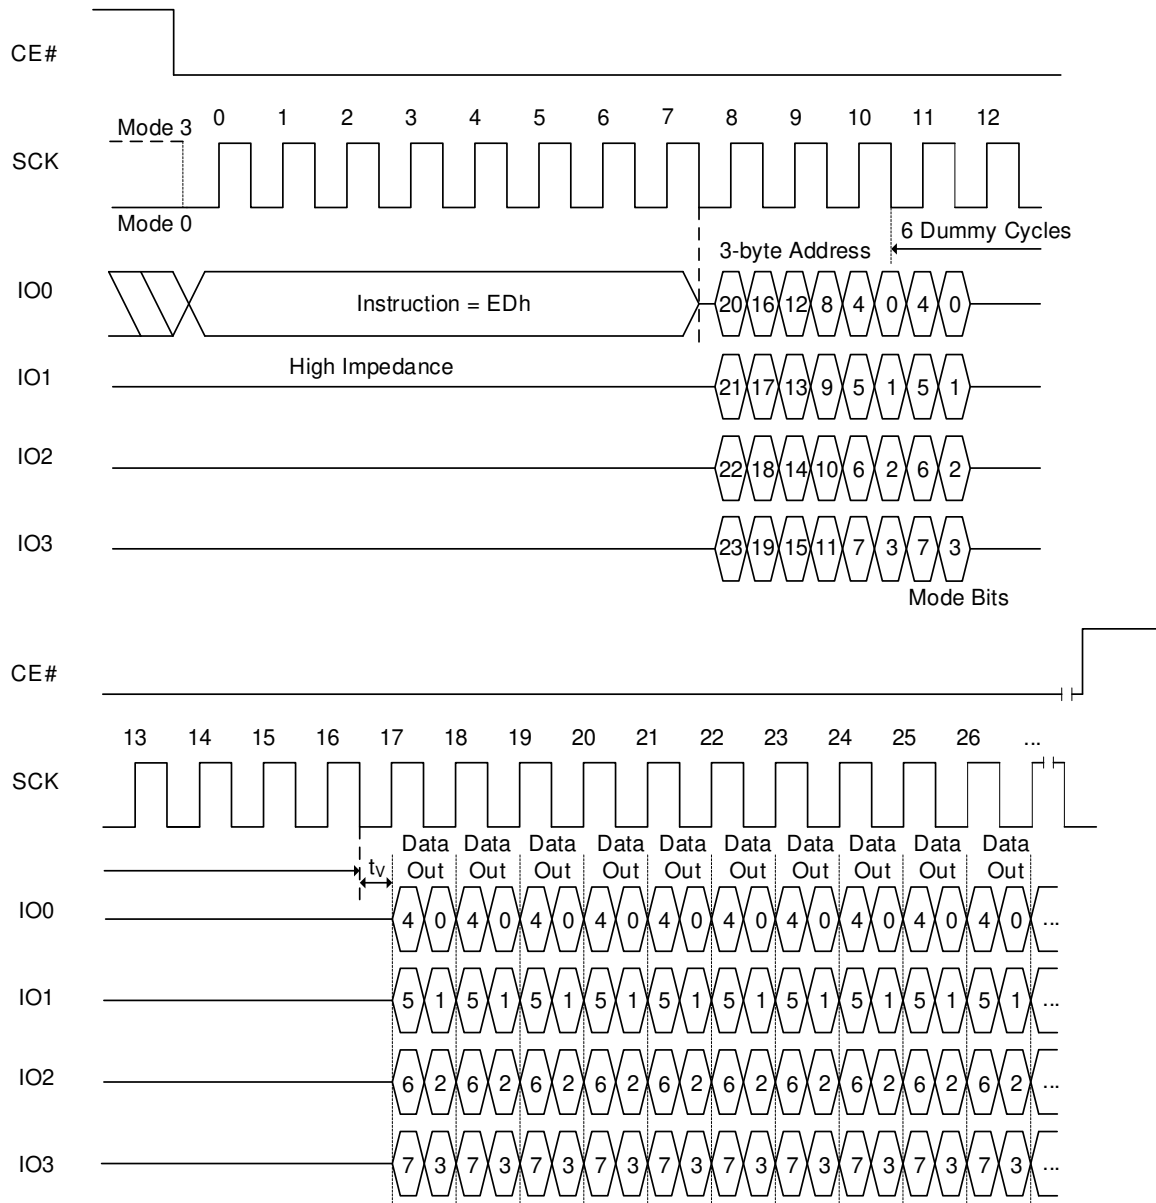 CE#
Mode 3
0 1 2 3 4 5 6 7 8 9 10 11 12
SCK
Mode 0
6 Dummy Cycles
3-byte Address
IO0
Instruction = EDh
20 16 12 8 4 0 4 0
High Impedance
IO1
21 17 13 9 5 1 5 1
IO2
22 18 14 10 6 2 6 2
IO3
23 19 15 11 7 3 7 3
Mode Bits
CE#
13 14 15 16 17 18 19 20 21 22 23 24 25 26 ...
SCK
Data Data Data Data Data Data Data Data Data Data
tV Out Out Out Out Out Out Out Out Out Out
IO0
4 0 4 0 4 0 4 0 4 0 4 0 4 0 4 0 4 0 4 0 ...
IO1
5 1 5 1 5 1 5 1 5 1 5 1 5 1 5 1 5 1 5 1 ...
IO2
6 2 6 2 6 2 6 2 6 2 6 2 6 2 6 2 6 2 6 2 ...
IO3
7 3 7 3 7 3 7 3 7 3 7 3 7 3 7 3 7 3 7 3 ...